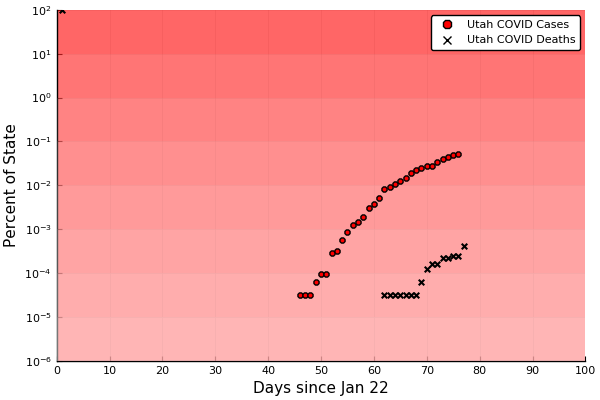 Utah COVID Cases
Utah COVID Deaths
10²
10¹
10⁰
10⁻¹
10⁻²
10⁻³
10⁻⁴
10⁻⁵
10⁻⁶
Percent of State
0 10 20 30 40 50 60 70 80 90 100
Days since Jan 22